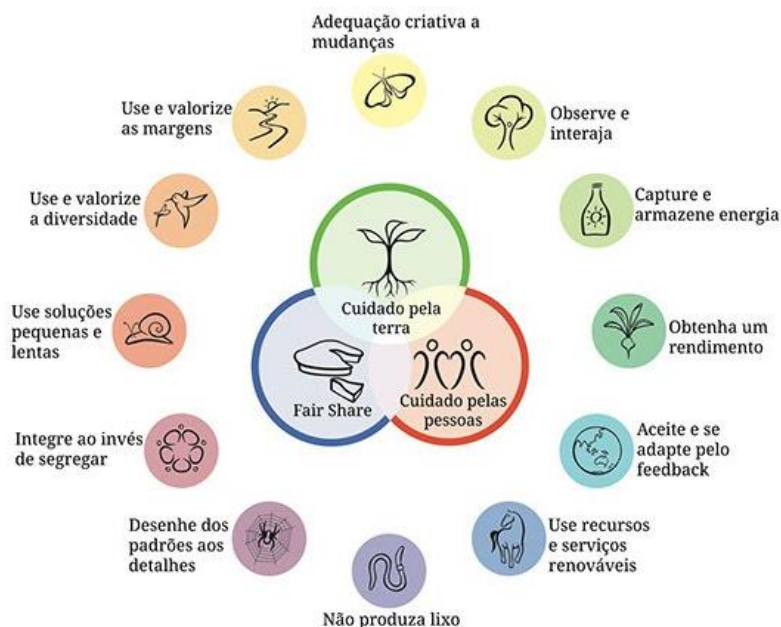 Adequação criativa a
mudanças
Observe e
interaja
Capture e
armazene energia
Obtenha um
rendimento
Aceite e se
adapte pelo
feedback
Use recursos
e serviços
renováveis
Não produza lixo
Desenhe dos
padrões aos
detalhes
Integre ao invés
de segregar
Use soluções
pequenas e
lentas
Use e valorize
a diversidade
Use e valorize
as margens
Cuidado pela
terra
Fair Share
Cuidado pelas
pessoas